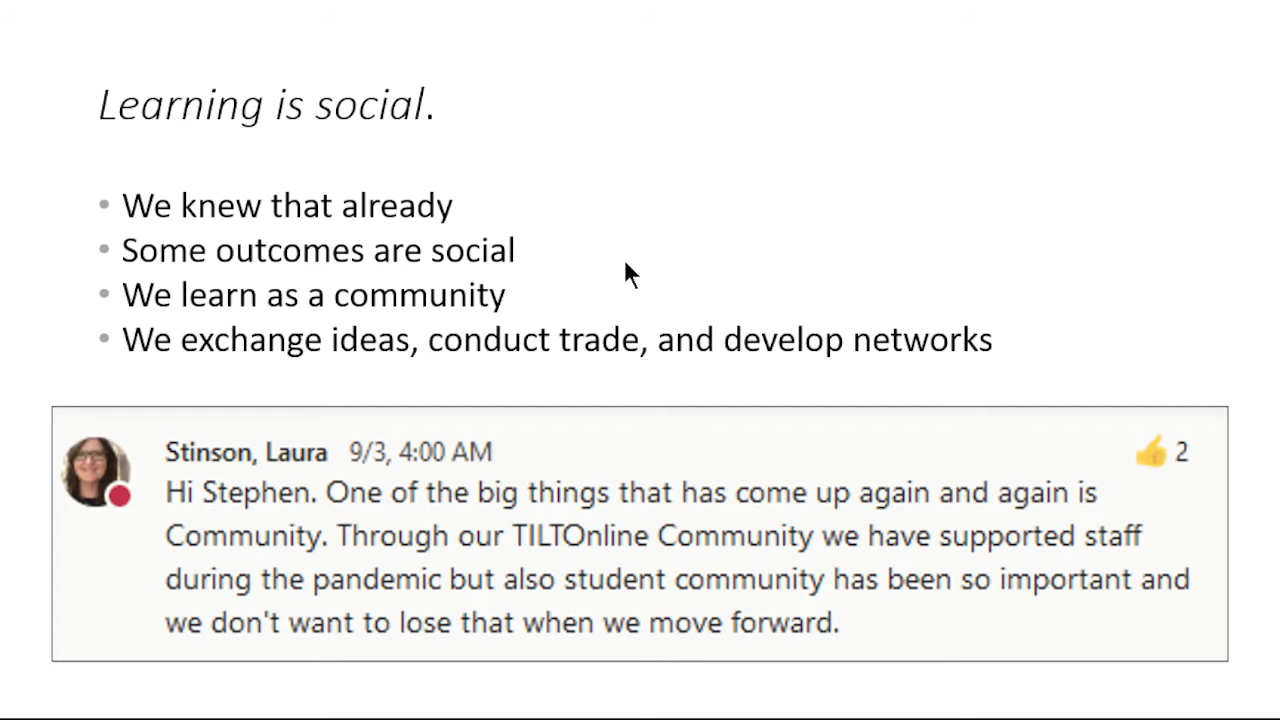 Learning is social.
• We knew that already
• Some outcomes are social
• We learn as a community
• We exchange ideas, conduct trade, and develop networks
Stinson, Laura 9/3, 4:00 AM 👍 2
Hi Stephen. One of the big things that has come up again and again is
Community. Through our TILTOnline Community we have supported staff
during the pandemic but also student community has been so important and
we don't want to lose that when we move forward.